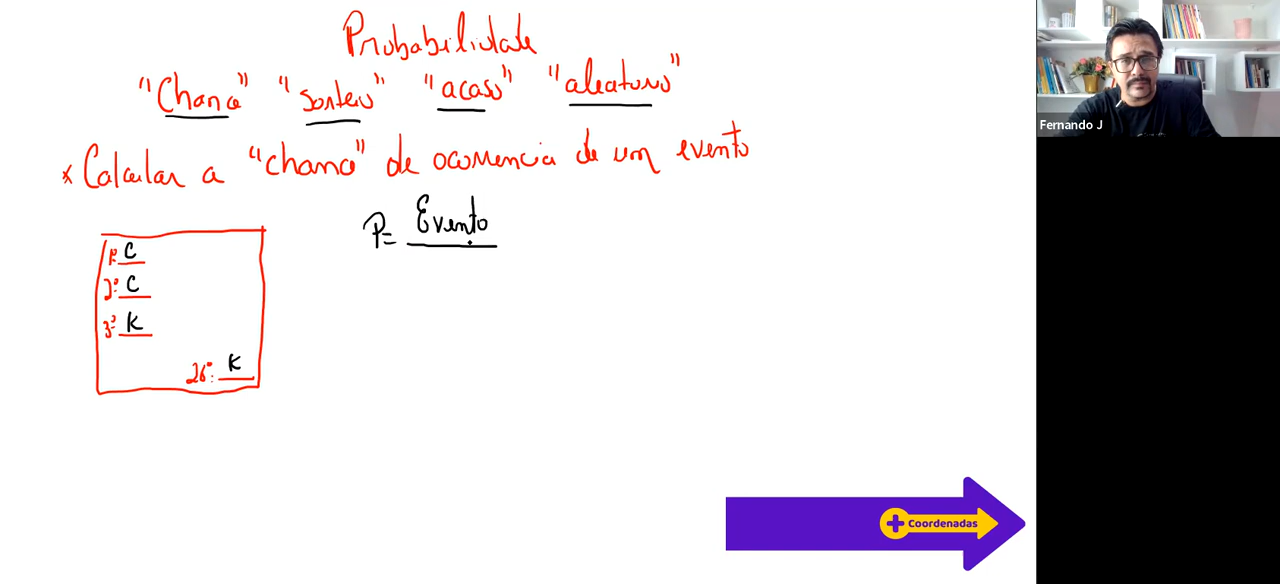 Probabilidade
"Chance" "sorteio" "acaso" "aleatório"
* Calcular a "chance" de ocorrência de um evento
P= Evento
1º: C
2º: C
3º: K
26º: K
Fernando J
+ Coordenadas